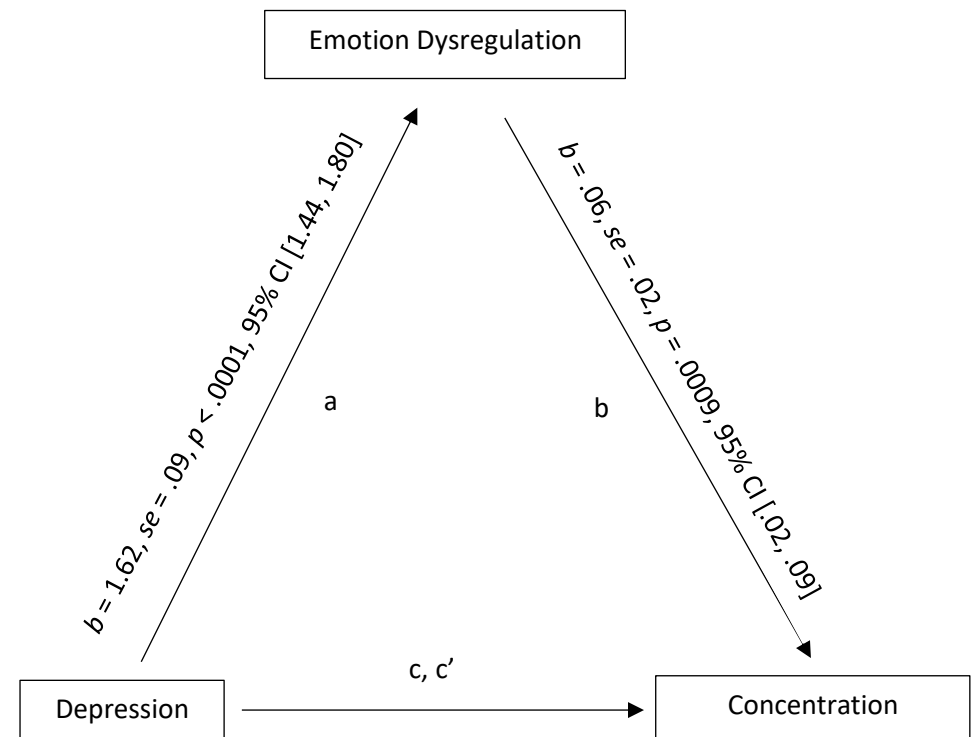 Emotion Dysregulation
b = 1.62, se = .09, p < .0001, 95% CI [1.44, 1.80]
b = .06, se = .02, p = .0009, 95% CI [.02, .09]
a
b
c, c’
Depression
Concentration